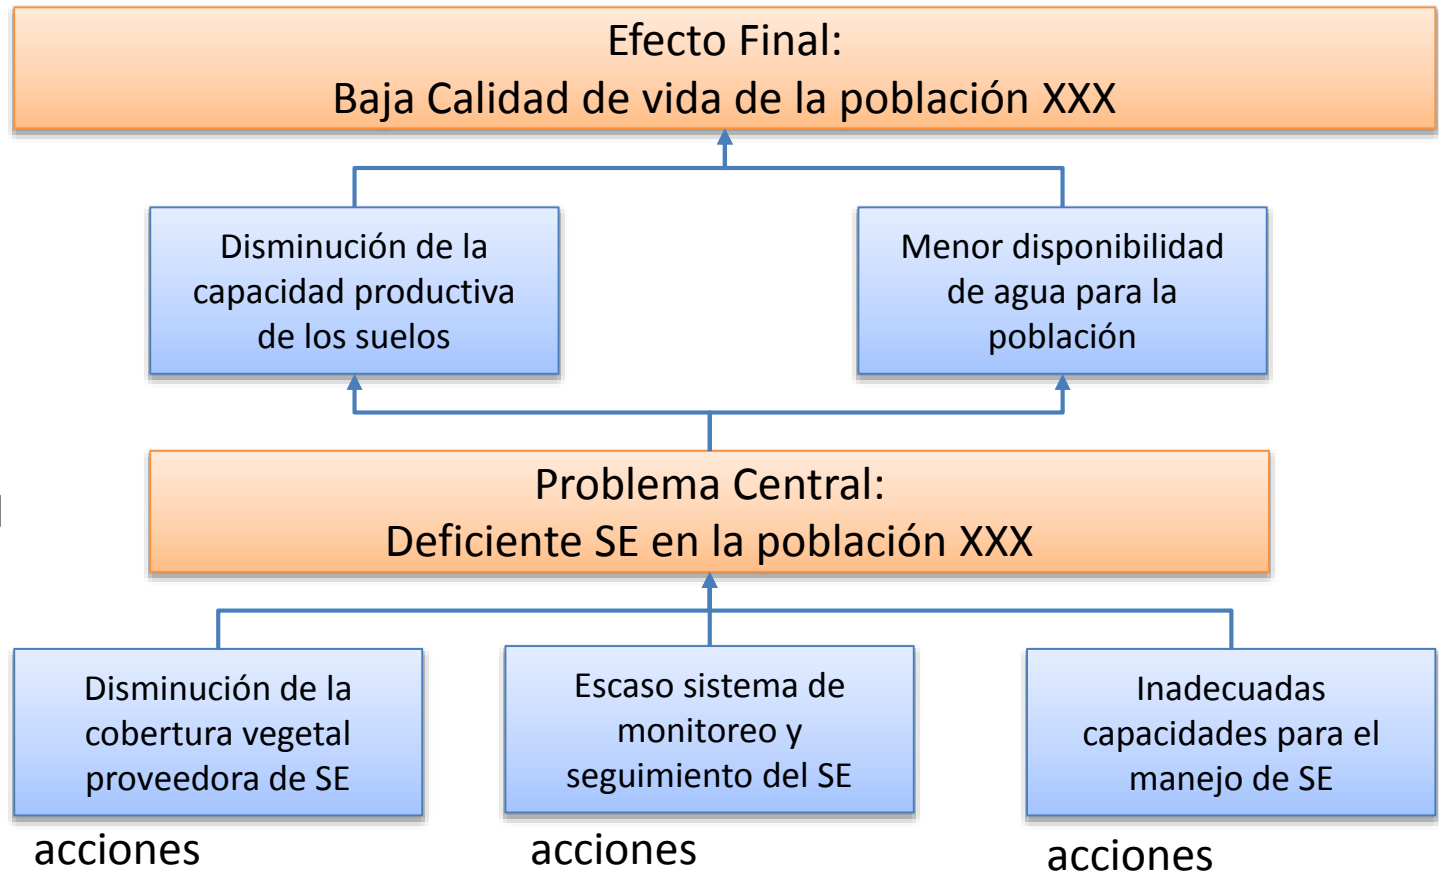 Efecto Final:
Baja Calidad de vida de la población XXX
Disminución de la
capacidad productiva
de los suelos
Menor disponibilidad
de agua para la
población
Problema Central:
Deficiente SE en la población XXX
Disminución de la
cobertura vegetal
proveedora de SE
Escaso sistema de
monitoreo y
seguimiento del SE
Inadecuadas
capacidades para el
manejo de SE
acciones
acciones
acciones